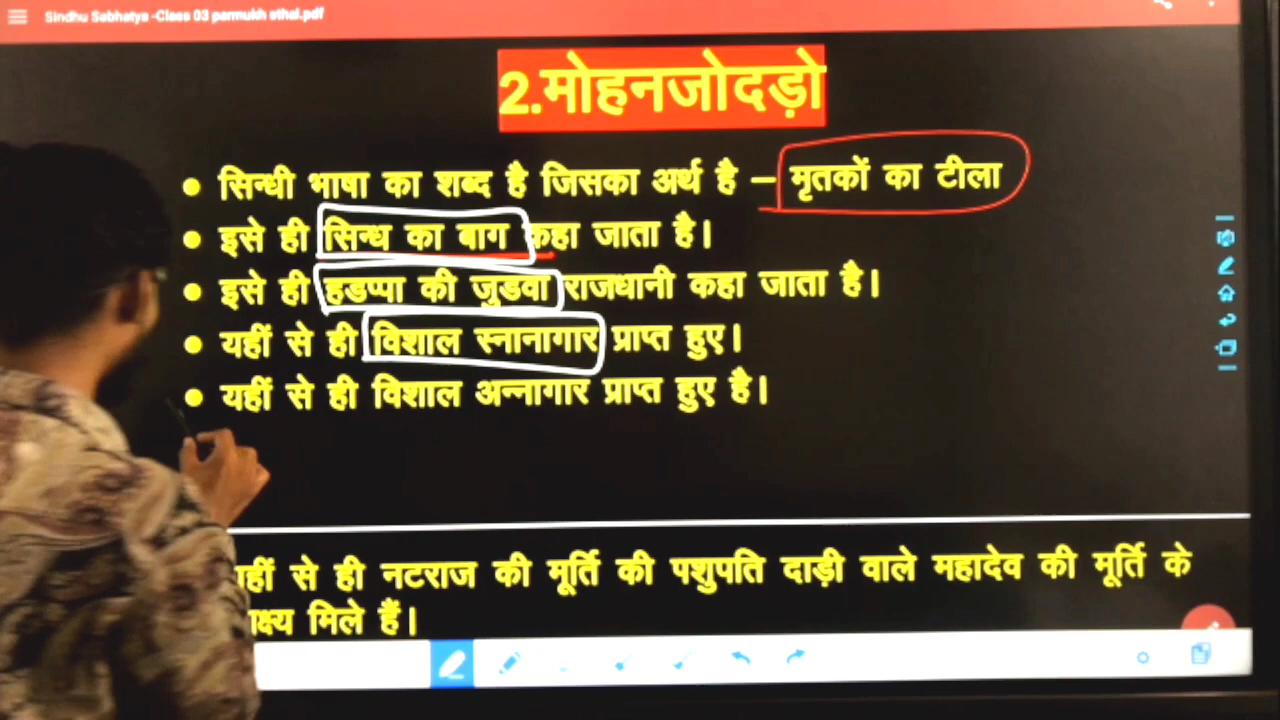 Sindhu Sabhatya -Class 03 parmukh sthal.pdf
2.मोहनजोदड़ो
सिन्धी भाषा का शब्द है जिसका अर्थ है – मृतकों का टीला
इसे ही सिन्ध का बाग कहा जाता है।
इसे ही हडप्पा की जुडवा राजधानी कहा जाता है।
यहीं से ही विशाल स्नानागार प्राप्त हुए।
यहीं से ही विशाल अन्नागार प्राप्त हुए है।
से ही नटराज की मूर्ति की पशुपति दाड़ी वाले महादेव की मूर्ति के
मिले हैं।